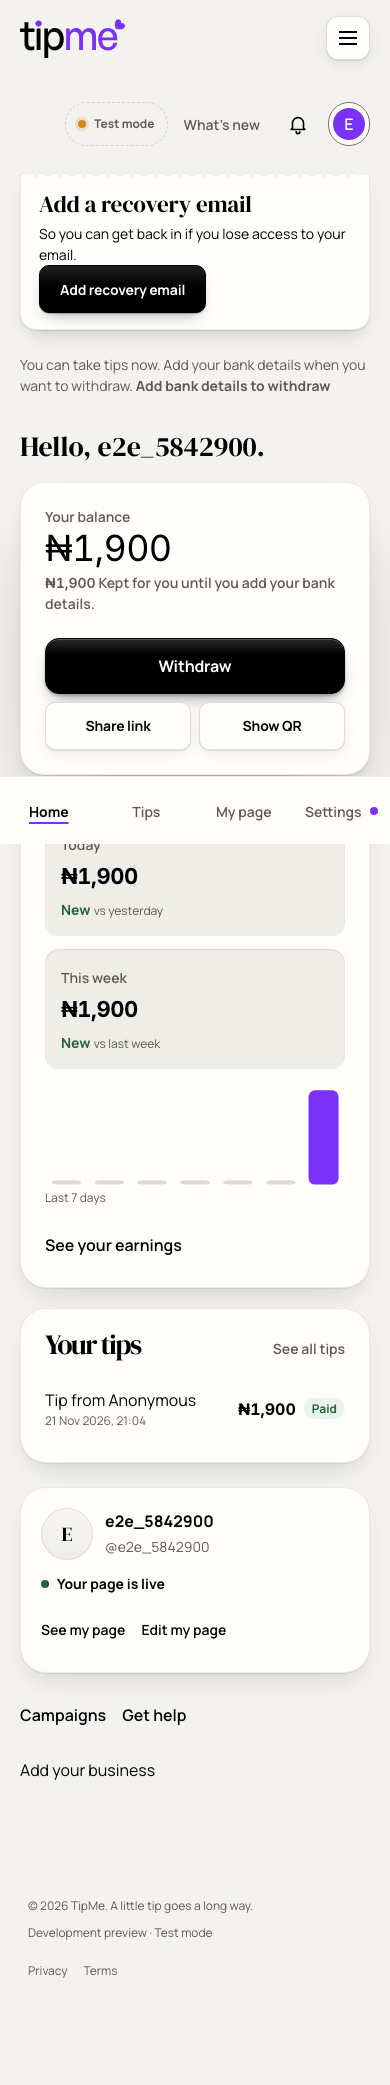 tipme
Test mode
What's new
E
Add a recovery email
So you can get back in if you lose access to your
email.
Add recovery email
You can take tips now. Add your bank details when you
want to withdraw. Add bank details to withdraw
Hello, e2e_5842900.
Your balance
₦1,900
₦1,900 Kept for you until you add your bank
details.
Withdraw
Share link
Show QR
Home
Tips
My page
Settings
Today
₦1,900
New vs yesterday
This week
₦1,900
New vs last week
Last 7 days
See your earnings
Your tips
See all tips
Tip from Anonymous
₦1,900
Paid
21 Nov 2026, 21:04
E
e2e_5842900
@e2e_5842900
Your page is live
See my page
Edit my page
Campaigns
Get help
Add your business
© 2026 TipMe. A little tip goes a long way.
Development preview · Test mode
Privacy
Terms